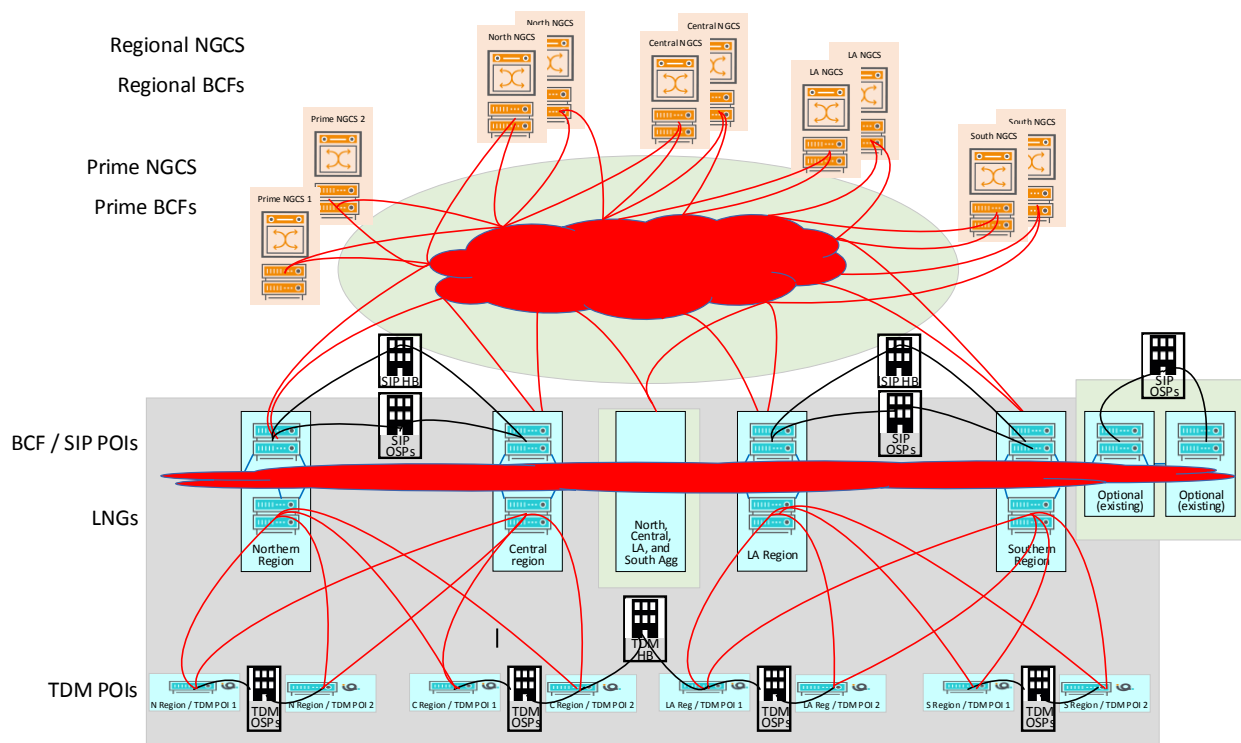 Regional NGCS
Regional BCFs
Prime NGCS
Prime BCFs
North NGCS
North NGCS
Central NGCS
Central NGCS
LA NGCS
LA NGCS
South NGCS
South NGCS
Prime NGCS 2
Prime NGCS 1
SIP HB
SIP HB
SIP
OSPs
SIP
OSPs
SIP
OSPs
BCF / SIP POIs
LNGs
Northern
Region
Central
region
North,
Central,
LA, and
South Agg
LA Region
Southern
Region
Optional
(existing)
Optional
(existing)
TDM
HB
TDM POIs
N Region / TDM POI 1
TDM
OSPs
N Region / TDM POI 2
C Region / TDM POI 1
TDM
OSPs
C Region / TDM POI 2
LA Reg / TDM POI 1
TDM
OSPs
LA Reg / TDM POI 2
S Region / TDM POI 1
TDM
OSPs
S Region / TDM POI 2